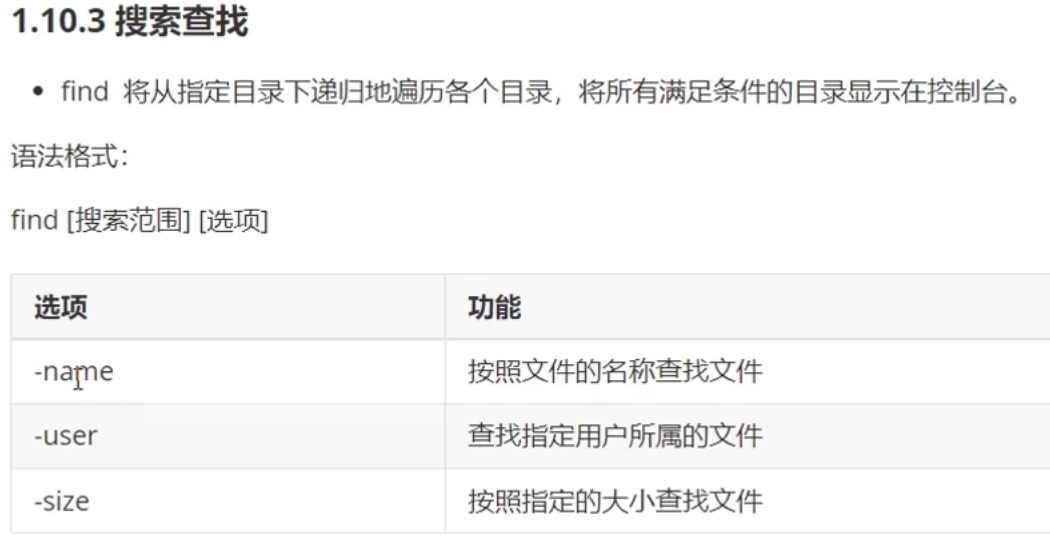 1.10.3 搜索查找
• find 将从指定目录下递归地遍历各个目录，将所有满足条件的目录显示在控制台。
语法格式：
find [搜索范围] [选项]
选项 功能
-name 按照文件的名称查找文件
-user 查找指定用户所属的文件
-size 按照指定的大小查找文件